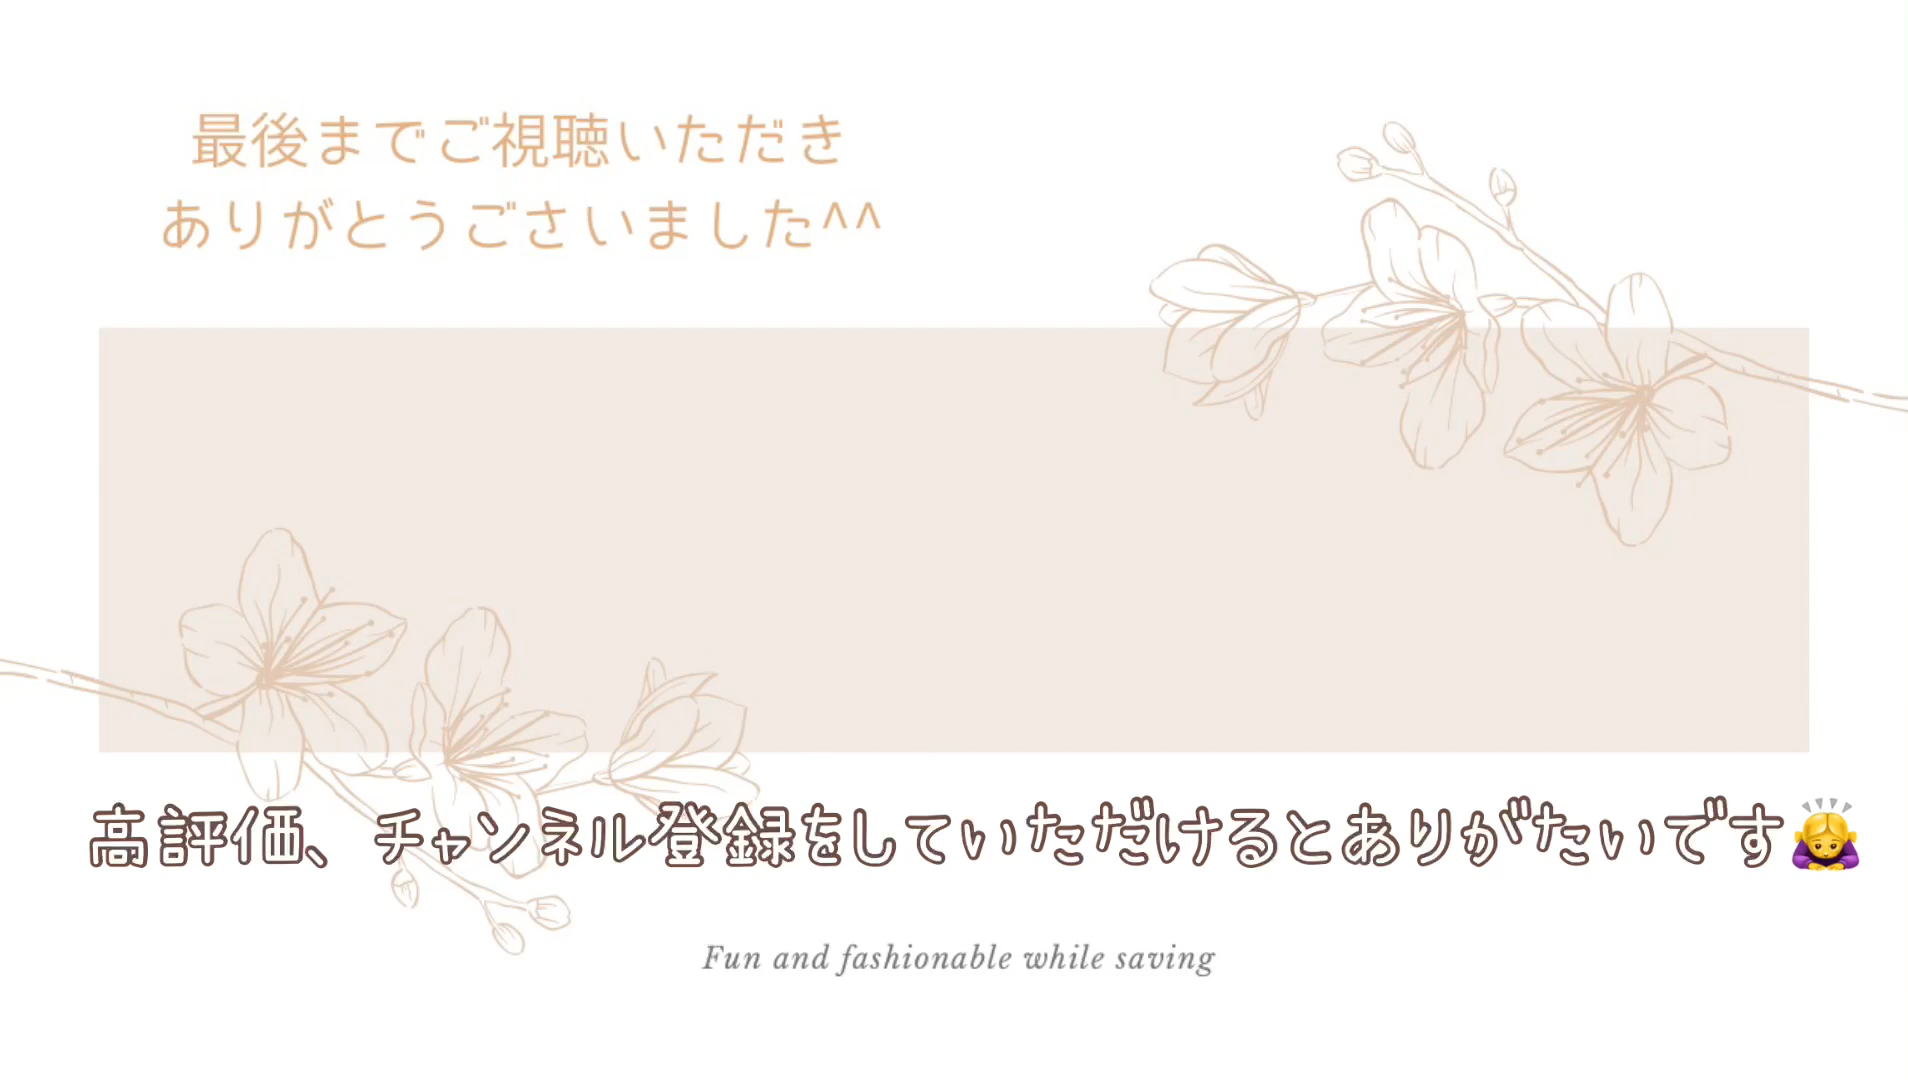 最後までご視聴いただき
ありがとうごさいました^^
高評価、チャンネル登録をしていただけるとありがたいです🙇‍♀️
Fun and fashionable while saving